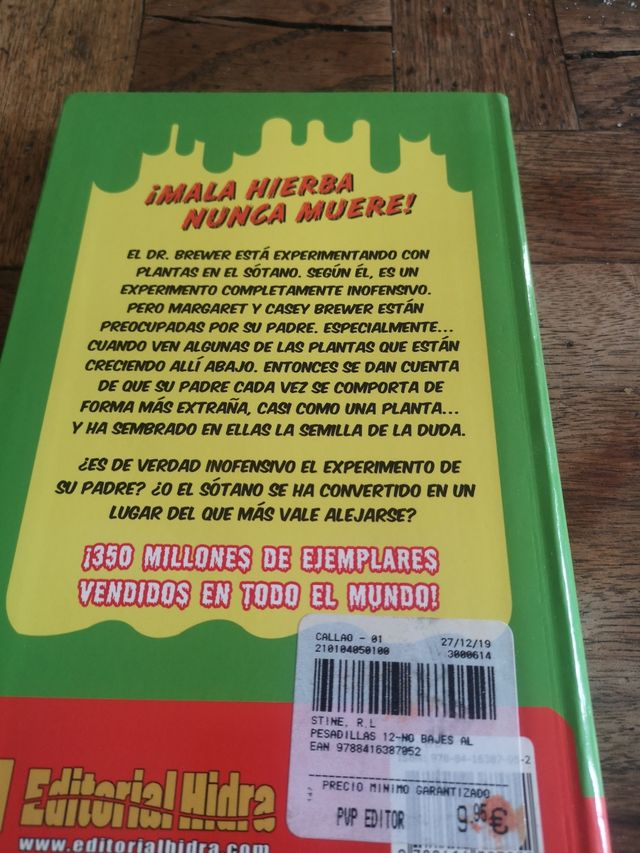 ¡MALA HIERBA
NUNCA MUERE!
EL DR. BREWER ESTÁ EXPERIMENTANDO CON
PLANTAS EN EL SÓTANO. SEGÚN ÉL, ES UN
EXPERIMENTO COMPLETAMENTE INOFENSIVO.
PERO MARGARET Y CASEY BREWER ESTÁN
PREOCUPADAS POR SU PADRE. ESPECIALMENTE...
CUANDO VEN ALGUNAS DE LAS PLANTAS QUE ESTÁN
CRECIENDO ALLÍ ABAJO. ENTONCES SE DAN CUENTA
DE QUE SU PADRE CADA VEZ SE COMPORTA DE
FORMA MÁS EXTRAÑA, CASI COMO UNA PLANTA...
Y HA SEMBRADO EN ELLAS LA SEMILLA DE LA DUDA.
¿ES DE VERDAD INOFENSIVO EL EXPERIMENTO DE
SU PADRE? ¿O EL SÓTANO SE HA CONVERTIDO EN UN
LUGAR DEL QUE MÁS VALE ALEJARSE?
¡350 MILLONES DE EJEMPLARES
VENDIDOS EN TODO EL MUNDO!
CALLAO - 01 27/12/19
210104050100 3000614
STINE, R.L
PESADILLAS 12-NO BAJES AL
EAN 9788416387052
PRECIO MINIMO GARANTIZADO
PVP EDITOR 9.95€
Editorial Hidra
www.editorialhidra.com